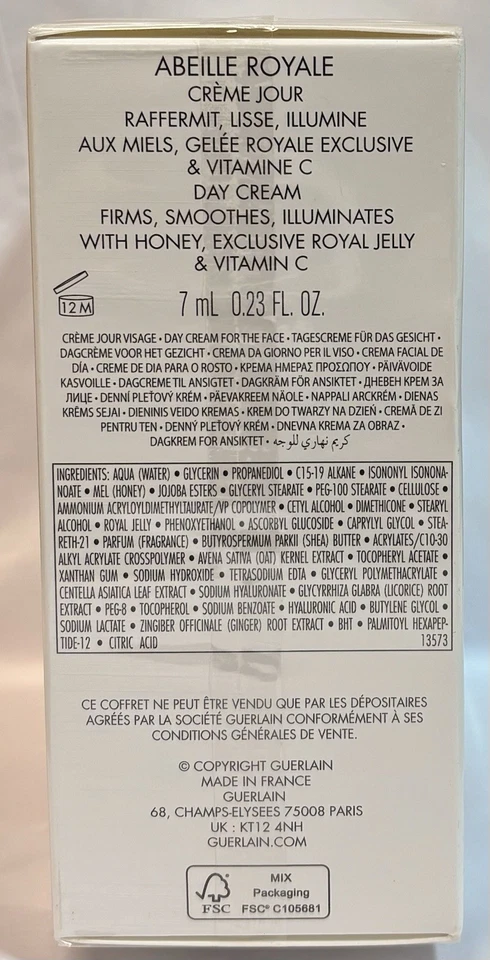 ABEILLE ROYALE
CRÈME JOUR
RAFFERMIT, LISSE, ILLUMINE
AUX MIELS, GELÉE ROYALE EXCLUSIVE
& VITAMINE C
DAY CREAM
FIRMS, SMOOTHES, ILLUMINATES
WITH HONEY, EXCLUSIVE ROYAL JELLY
& VITAMIN C
12 M
7 mL 0.23 FL. OZ.
CRÈME JOUR VISAGE • DAY CREAM FOR THE FACE • TAGESCREME FÜR DAS GESICHT •
DAGCRÈME VOOR HET GEZICHT • CREMA DA GIORNO PER IL VISO • CREMA FACIAL DE
DÍA • CREME DE DIA PARA O ROSTO • ΚΡΕΜΑ ΗΜΕΡΑΣ ΠΡΟΣΩΠΟΥ • PÄIVÄVOIDE
KASVOILLE • DAGCREME TIL ANSIGTET • DAGKRÄM FÖR ANSIKTET • ДНЕВЕН КРЕМ ЗА
ЛИЦЕ • DENNÍ PLEŤOVÝ KRÉM • PÄEVAKREEM NÄOLE • NAPPALI ARCKRÉM • DIENAS
KRĒMS SEJAI • DIENINIS VEIDO KREMAS • KREM DO TWARZY NA DZIEŃ • CREMĂ DE ZI
PENTRU TEN • DENNÝ PLEŤOVÝ KRÉM • DNEVNA KREMA ZA OBRAZ •
DAGKREM FOR ANSIKTET • كريم نهاري للوجه
INGREDIENTS: AQUA (WATER) • GLYCERIN • PROPANEDIOL • C15-19 ALKANE • ISONONYL ISONONA-
NOATE • MEL (HONEY) • JOJOBA ESTERS • GLYCERYL STEARATE • PEG-100 STEARATE • CELLULOSE •
AMMONIUM ACRYLOYLDIMETHYLTAURATE/VP COPOLYMER • CETYL ALCOHOL • DIMETHICONE • STEARYL
ALCOHOL • ROYAL JELLY • PHENOXYETHANOL • ASCORBYL GLUCOSIDE • CAPRYLYL GLYCOL • STEA-
RETH-21 • PARFUM (FRAGRANCE) • BUTYROSPERMUM PARKII (SHEA) BUTTER • ACRYLATES/C10-30
ALKYL ACRYLATE CROSSPOLYMER • AVENA SATIVA (OAT) KERNEL EXTRACT • TOCOPHERYL ACETATE •
XANTHAN GUM • SODIUM HYDROXIDE • TETRASODIUM EDTA • GLYCERYL POLYMETHACRYLATE •
CENTELLA ASIATICA LEAF EXTRACT • SODIUM HYALURONATE • GLYCYRRHIZA GLABRA (LICORICE) ROOT
EXTRACT • PEG-8 • TOCOPHEROL • SODIUM BENZOATE • HYALURONIC ACID • BUTYLENE GLYCOL •
SODIUM LACTATE • ZINGIBER OFFICINALE (GINGER) ROOT EXTRACT • BHT • PALMITOYL HEXAPEP-
TIDE-12 • CITRIC ACID 13573
CE COFFRET NE PEUT ÊTRE VENDU QUE PAR LES DÉPOSITAIRES
AGRÉÉS PAR LA SOCIÉTÉ GUERLAIN CONFORMÉMENT À SES
CONDITIONS GÉNÉRALES DE VENTE.
© COPYRIGHT GUERLAIN
MADE IN FRANCE
GUERLAIN
68, CHAMPS-ELYSEES 75008 PARIS
UK : KT12 4NH
GUERLAIN.COM
MIX
Packaging
FSC FSC® C105681